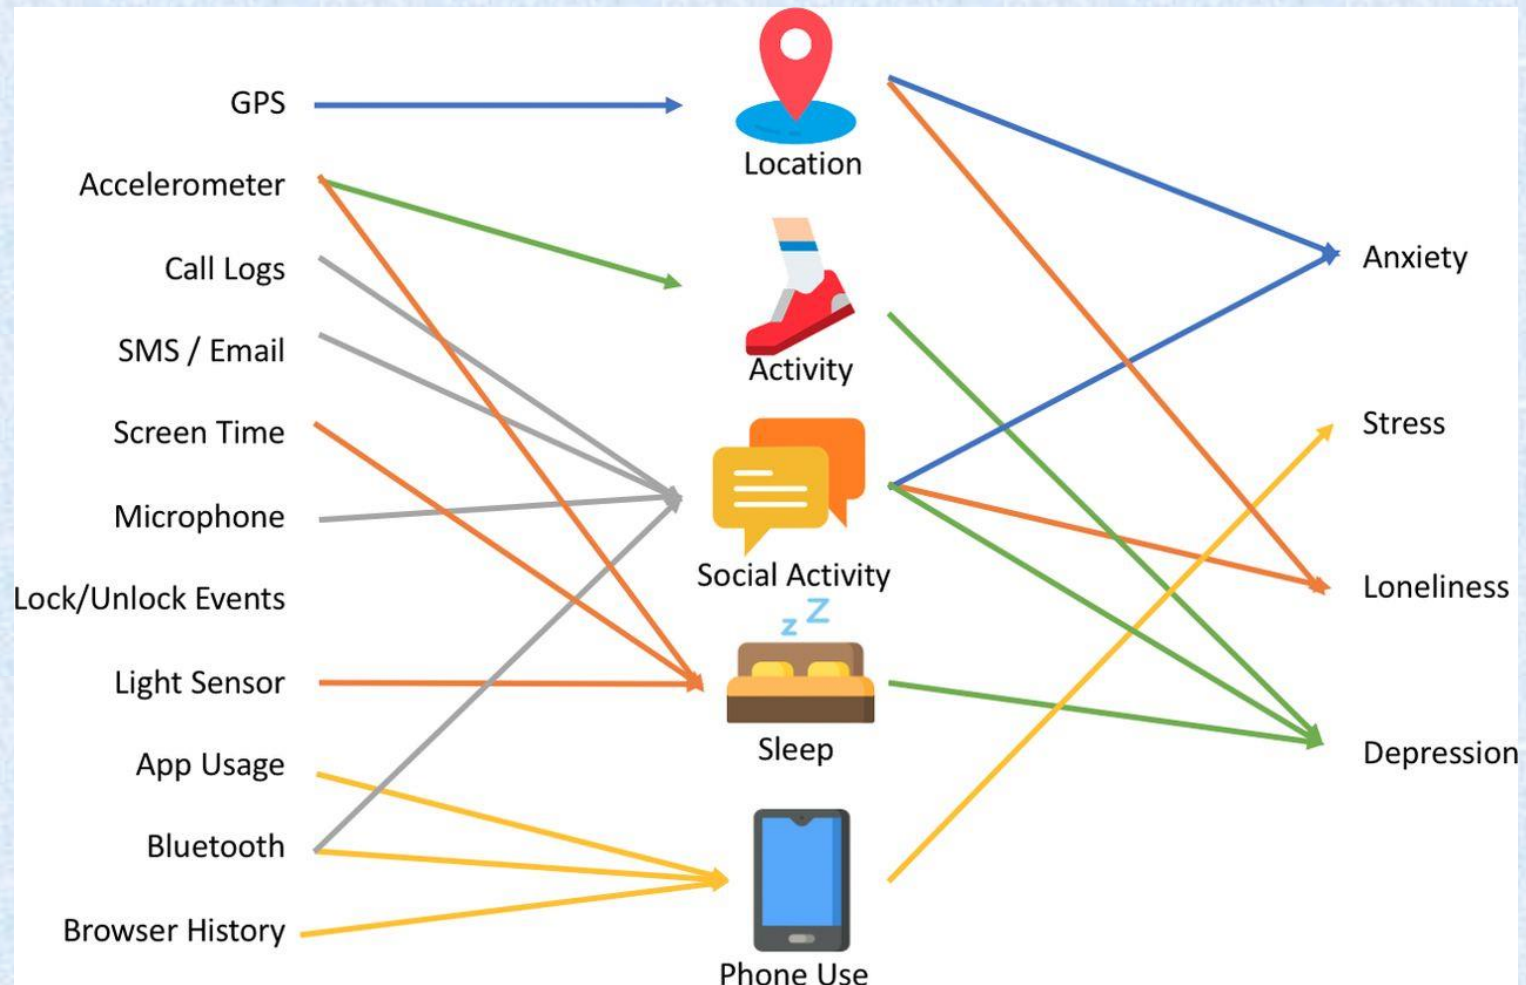 GPS
Accelerometer
Call Logs
SMS / Email
Screen Time
Microphone
Lock/Unlock Events
Light Sensor
App Usage
Bluetooth
Browser History
Location
Activity
Social Activity
z Z
Sleep
Phone Use
Anxiety
Stress
Loneliness
Depression